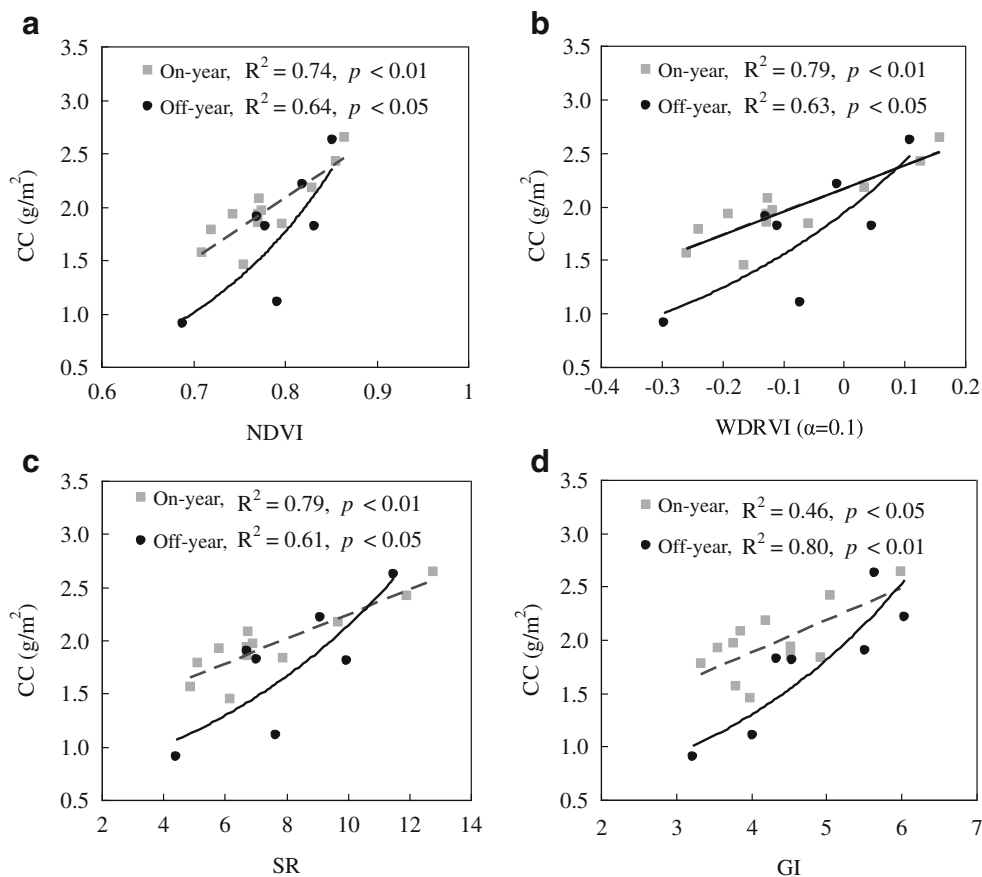 a
3.5
3.0
2.5
2.0
1.5
1.0
0.5
CC (g/m²)
On-year, R² = 0.74, p < 0.01
Off-year, R² = 0.64, p < 0.05
0.6 0.7 0.8 0.9 1
NDVI
b
3.5
3.0
2.5
2.0
1.5
1.0
0.5
CC (g/m²)
On-year, R² = 0.79, p < 0.01
Off-year, R² = 0.63, p < 0.05
-0.4 -0.3 -0.2 -0.1 0 0.1 0.2
WDRVI (α=0.1)
c
3.5
3.0
2.5
2.0
1.5
1.0
0.5
CC (g/m²)
On-year, R² = 0.79, p < 0.01
Off-year, R² = 0.61, p < 0.05
2 4 6 8 10 12 14
SR
d
3.5
3.0
2.5
2.0
1.5
1.0
0.5
CC (g/m²)
On-year, R² = 0.46, p < 0.05
Off-year, R² = 0.80, p < 0.01
2 3 4 5 6 7
GI